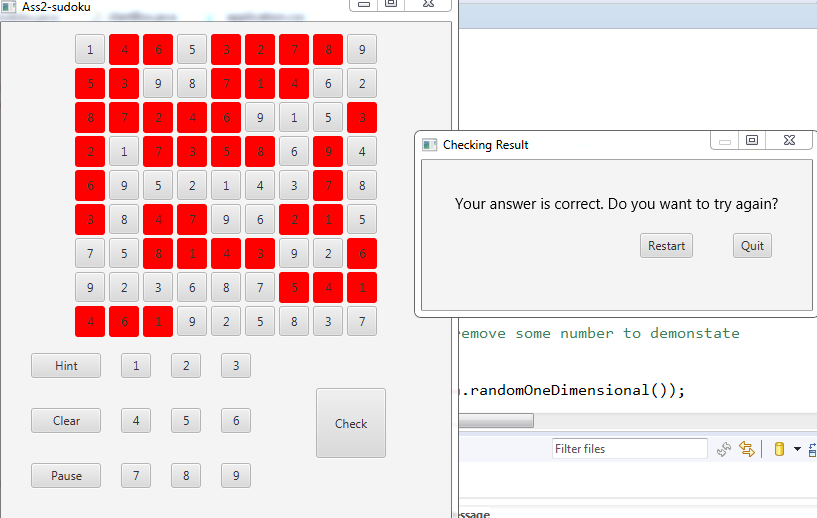 Ass2-sudoku
1 4 6 5 3 2 7 8 9
5 3 9 8 7 1 4 6 2
8 7 2 4 6 9 1 5 3
2 1 7 3 5 8 6 9 4
6 9 5 2 1 4 3 7 8
3 8 4 7 9 6 2 1 5
7 5 8 1 4 3 9 2 6
9 2 3 6 8 7 5 4 1
4 6 1 9 2 5 8 3 7
Hint 1 2 3
Clear 4 5 6
Check
Pause 7 8 9
Checking Result
Your answer is correct. Do you want to try again?
Restart Quit
remove some number to demonstate
.randomOneDimensional());
Filter files